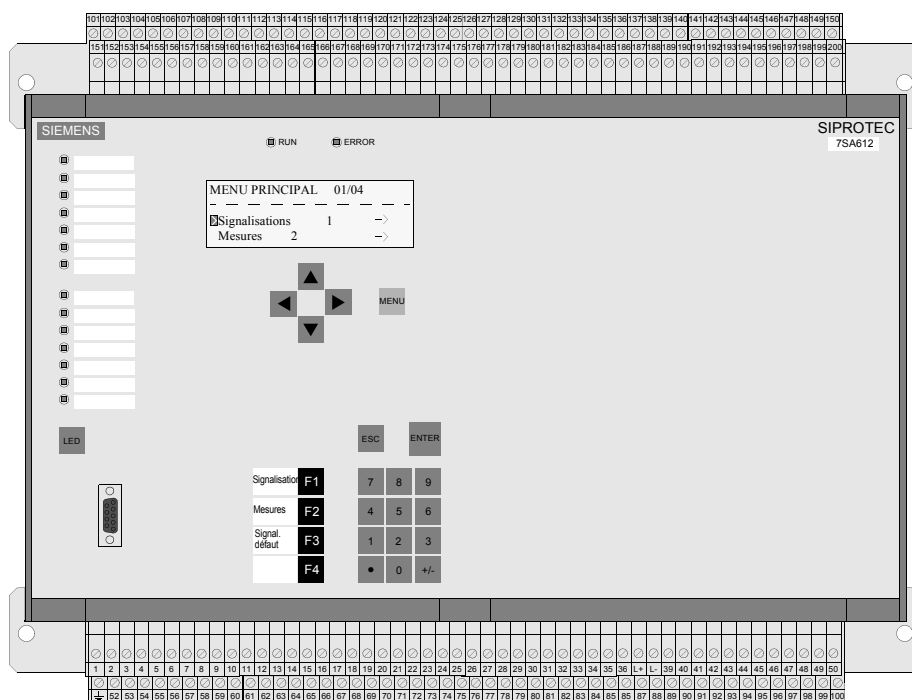 101 102 103 104 105 106 107 108 109 110 111 112 113 114 115 116 117 118 119 120 121 122 123 124 125 126 127 128 129 130 131 132 133 134 135 136 137 138 139 140 141 142 143 144 145 146 147 148 149 150
151 152 153 154 155 156 157 158 159 160 161 162 163 164 165 166 167 168 169 170 171 172 173 174 175 176 177 178 179 180 181 182 183 184 185 186 187 188 189 190 191 192 193 194 195 196 197 198 199 200
SIEMENS
SIPROTEC
7SA612
RUN ERROR
MENU PRINCIPAL 01/04
Signalisations 1
Mesures 2
MENU
LED
ESC ENTER
Signalisation F1 7 8 9
Mesures F2 4 5 6
Signal.
défaut F3 1 2 3
F4 • 0 +/-
1 2 3 4 5 6 7 8 9 10 11 12 13 14 15 16 17 18 19 20 21 22 23 24 25 26 27 28 29 30 31 32 33 34 35 36 L+ L- 39 40 41 42 43 44 45 46 47 48 49 50
52 53 54 55 56 57 58 59 60 61 62 63 64 65 66 67 68 69 70 71 72 73 74 75 76 77 78 79 80 81 82 83 84 85 86 87 88 89 90 91 92 93 94 95 96 97 98 99 100